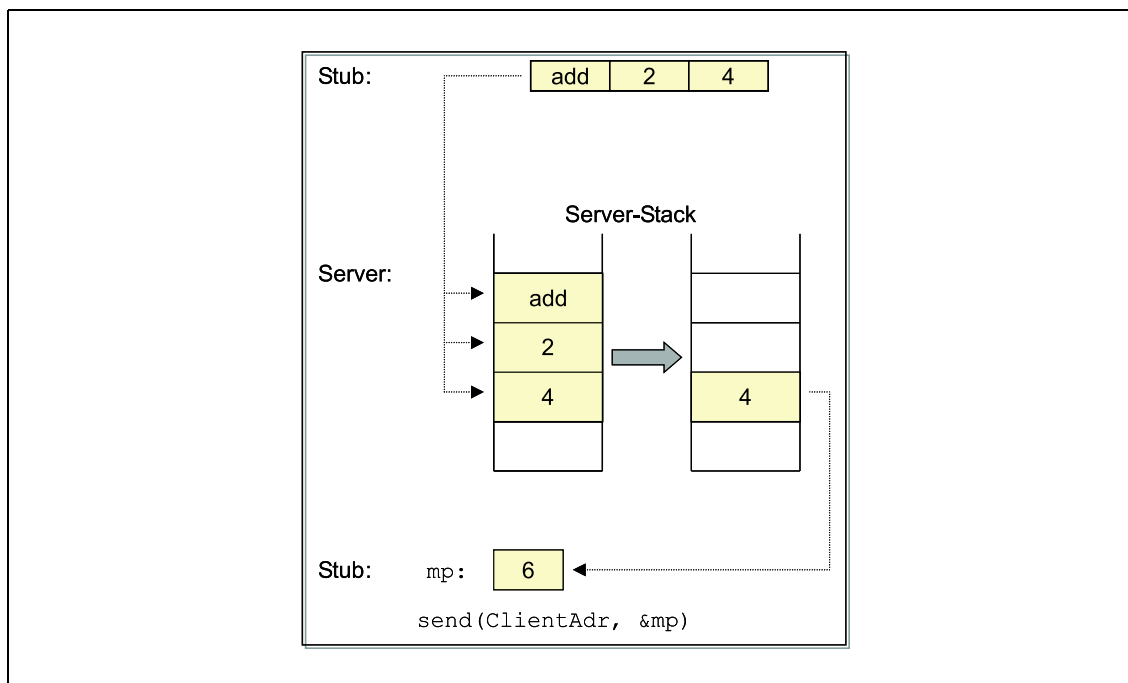 Stub: add 2 4
Server-Stack
Server:
add
2
4 4
Stub: mp: 6
send(ClientAdr, &mp)